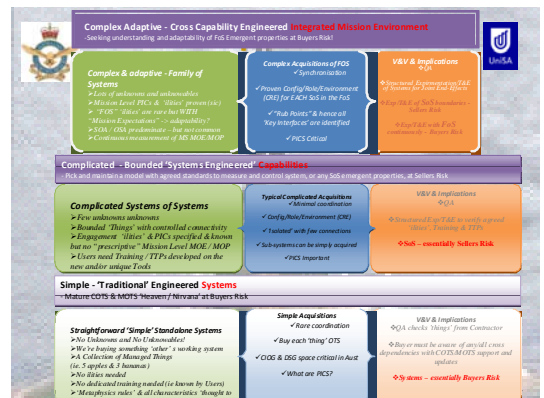 Complex Adaptive - Cross Capability Engineered Integrated Mission Environment
-Seeking understanding and adaptability of FoS Emergent properties at Buyers Risk!
UniSA
Complex & adaptive - Family of
Systems
➢Lots of unknowns and unknowables
➢Mission Level PICs & 'ilities' proven (sic)
➢ "FOS" 'ilities' are rare but WITH
"Mission Expectations" -> adaptability?
➢SOA / OSA predominate – but not common
➢Continuous measurement of MS MOE/MOP
Complex Acquisitions of FOS
✓Synchronisation
✓Proven Config/Role/Environment
(CRE) for EACH SoS in the FoS
✓"Rub Points" & hence all
'Key Interfaces' are identified
✓PICS Critical
V&V & Implications
❖QA
❖Structural Experimentation/T&E
of Systems for Joint End-Effects
❖Exp/T&E of SoS boundaries -
Sellers Risk
❖Exp/T&E with FoS
continuously - Buyers Risk
Complicated - Bounded 'Systems Engineered' Capabilities
- Pick and maintain a model with agreed standards to measure and control system, or any SoS emergent properties, at Sellers Risk
Complicated Systems of Systems
➢Few unknowns unknowns
➢Bounded 'Things' with controlled connectivity
➢Engagement 'ilities' & PICs specified & known
but no "prescriptive" Mission Level MOE / MOP
➢Users need Training / TTPs developed on the
new and/or unique Tools
Typical Complicated Acquisitions
✓Minimal coordination
✓Config/Role/Environment (CRE)
✓'Isolated' with few connections
✓Sub-systems can be simply acquired
✓PICS Important
V&V & Implications
❖QA
❖Structured Exp/T&E to verify agreed
'ilities', Training & TTPs
❖SoS – essentially Sellers Risk
Simple - 'Traditional' Engineered Systems
- Mature COTS & MOTS 'Heaven / Nirvana' at Buyers Risk
Straightforward 'Simple' Standalone Systems
➢No Unknowns and No Unknowables!
➢We're buying something 'other's working system
➢A Collection of Managed Things
(ie. 5 apples & 3 bananas)
➢No ilities needed
➢No dedicated training needed (ie known by Users)
➢'Metaphysics rules' & all characteristics 'thought to
Simple Acquisitions
✓Rare coordination
✓Buy each 'thing' OTS
✓CIOG & DSG space critical in Aust
✓What are PICS?
V&V & Implications
❖QA checks 'things' from Contractor
❖Buyer must be aware of any/all cross
dependencies with COTS/MOTS support and
updates
❖Systems – essentially Buyers Risk